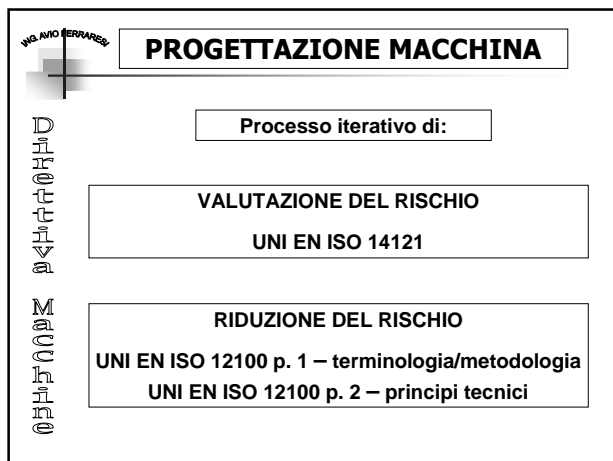 ING. AVIO FERRARESI
PROGETTAZIONE MACCHINA
Direttiva Macchine
Processo iterativo di:
VALUTAZIONE DEL RISCHIO
UNI EN ISO 14121
RIDUZIONE DEL RISCHIO
UNI EN ISO 12100 p. 1 – terminologia/metodologia
UNI EN ISO 12100 p. 2 – principi tecnici